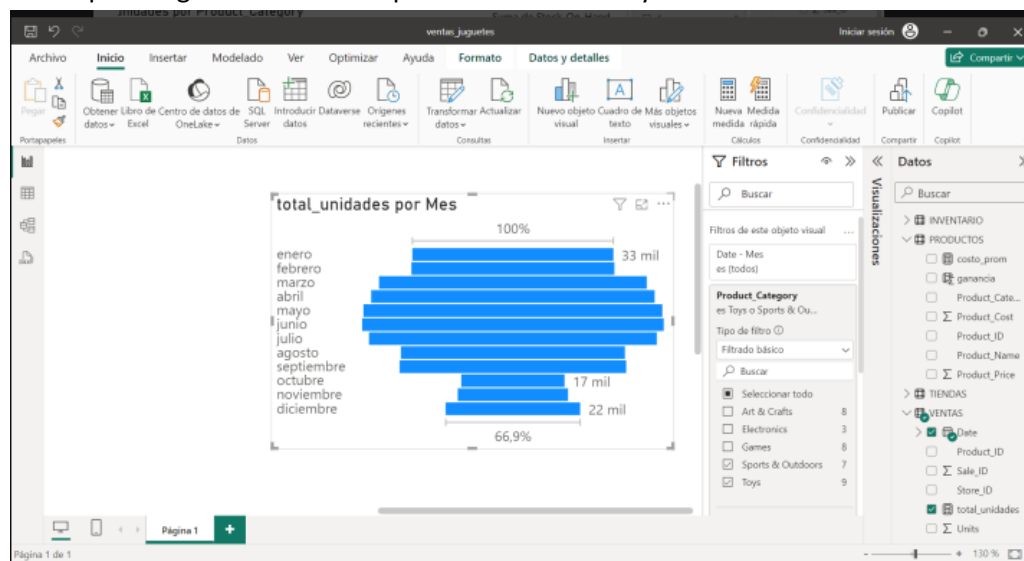 Unidades por Product_Category
Suma de Stock_On_Hand
ventas_juguetes
Iniciar sesión
Archivo Inicio Insertar Modelado Ver Optimizar Ayuda Formato Datos y detalles
Compartir
Pegar
Obtener datos
Libro de Excel
Centro de datos de OneLake
SQL Server
Introducir datos
Dataverse
Orígenes recientes
Transformar datos
Actualizar
Nuevo objeto visual
Cuadro de texto
Más objetos visuales
Nueva medida
Medida rápida
Confidencialidad
Publicar
Copilot
Portapapeles
Datos
Consultas
Insertar
Cálculos
Confidencialidad
Compartir
Copilot
total_unidades por Mes
100%
enero
33 mil
febrero
marzo
abril
mayo
junio
julio
agosto
septiembre
octubre
17 mil
noviembre
diciembre
22 mil
66,9%
Página 1
Página 1 de 1
Filtros
Buscar
Filtros de este objeto visual
Date - Mes
es (todos)
Product_Category
es Toys o Sports & Ou...
Tipo de filtro
Filtrado básico
Buscar
Seleccionar todo
Art & Crafts 8
Electronics 3
Games 8
Sports & Outdoors 7
Toys 9
Visualizaciones
Datos
Buscar
INVENTARIO
PRODUCTOS
costo_prom
ganancia
Product_Cate...
Product_Cost
Product_ID
Product_Name
Product_Price
TIENDAS
VENTAS
Date
Product_ID
Sale_ID
Store_ID
total_unidades
Units
130 %